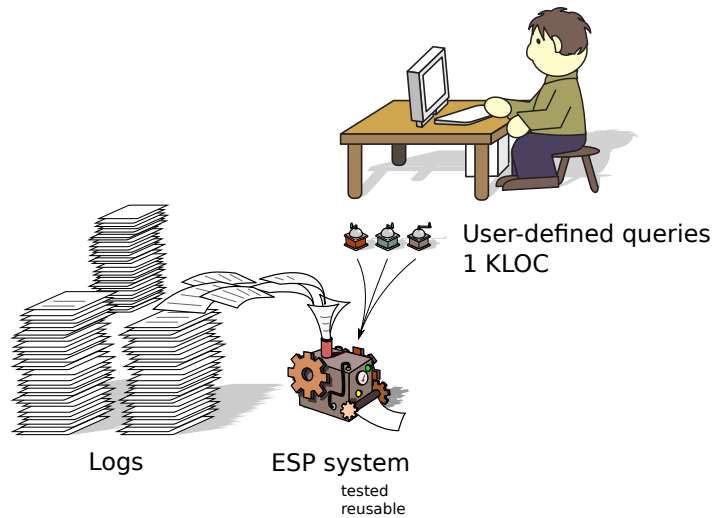 User-defined queries
1 KLOC
Logs
ESP system
tested
reusable